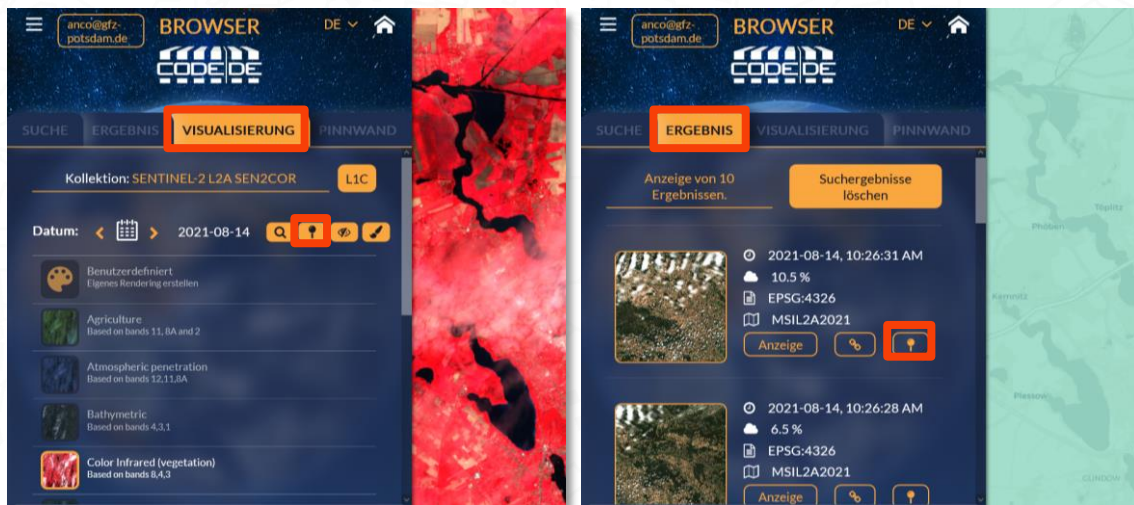 anco@gfz-
potsdam.de
BROWSER
DE
CODE DE
SUCHE ERGEBNIS VISUALISIERUNG PINNWAND
Kollektion: SENTINEL-2 L2A SEN2COR
L1C
Datum:
2021-08-14
Benutzerdefiniert
Eigenes Rendering erstellen
Agriculture
Based on bands 11, 8A and 2
Atmospheric penetration
Based on bands 12,11,8A
Bathymetric
Based on bands 4,3,1
Color Infrared (vegetation)
Based on bands 8,4,3
anco@gfz-
potsdam.de
BROWSER
DE
CODE DE
SUCHE ERGEBNIS VISUALISIERUNG PINNWAND
Anzeige von 10
Ergebnissen.
Suchergebnisse
löschen
2021-08-14, 10:26:31 AM
10.5 %
EPSG:4326
MSIL2A2021
Anzeige
2021-08-14, 10:26:28 AM
6.5 %
EPSG:4326
MSIL2A2021
Anzeige
Töplitz
Phöben
Kemnitz
Plessow
GLINDOW